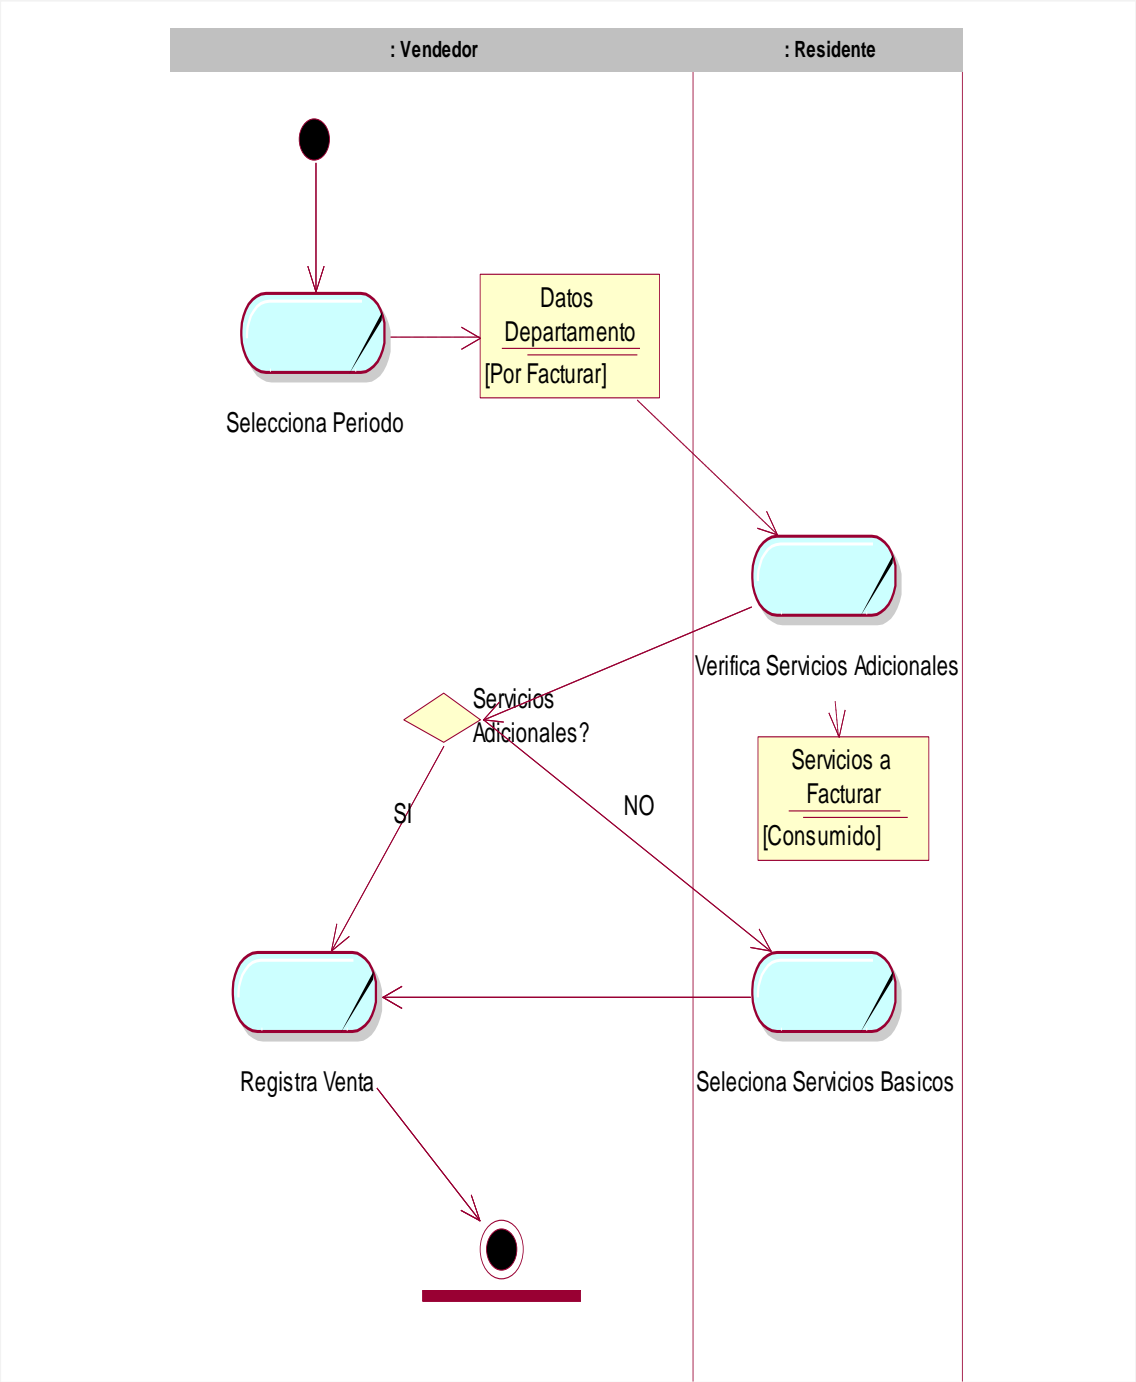 : Vendedor
: Residente
Datos
Departamento
[Por Facturar]
Selecciona Periodo
Verifica Servicios Adicionales
Servicios
Adicionales?
Servicios a
Facturar
[Consumido]
SI
NO
Registra Venta
Seleciona Servicios Basicos